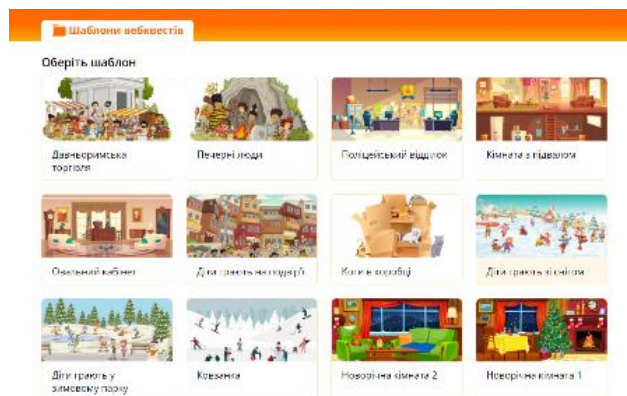 Шаблони вебквестів
Оберіть шаблон
Давньоримська
торгівля
Печерні люди
Поліцейський відділок
Кімната з підвалом
Овальний кабінет
Діти грають на подвір'ї
Коти в коробці
Діти грають зі снігом
Діти грають у
зимовому парку
Ковзанка
Новорічна кімната 2
Новорічна кімната 1